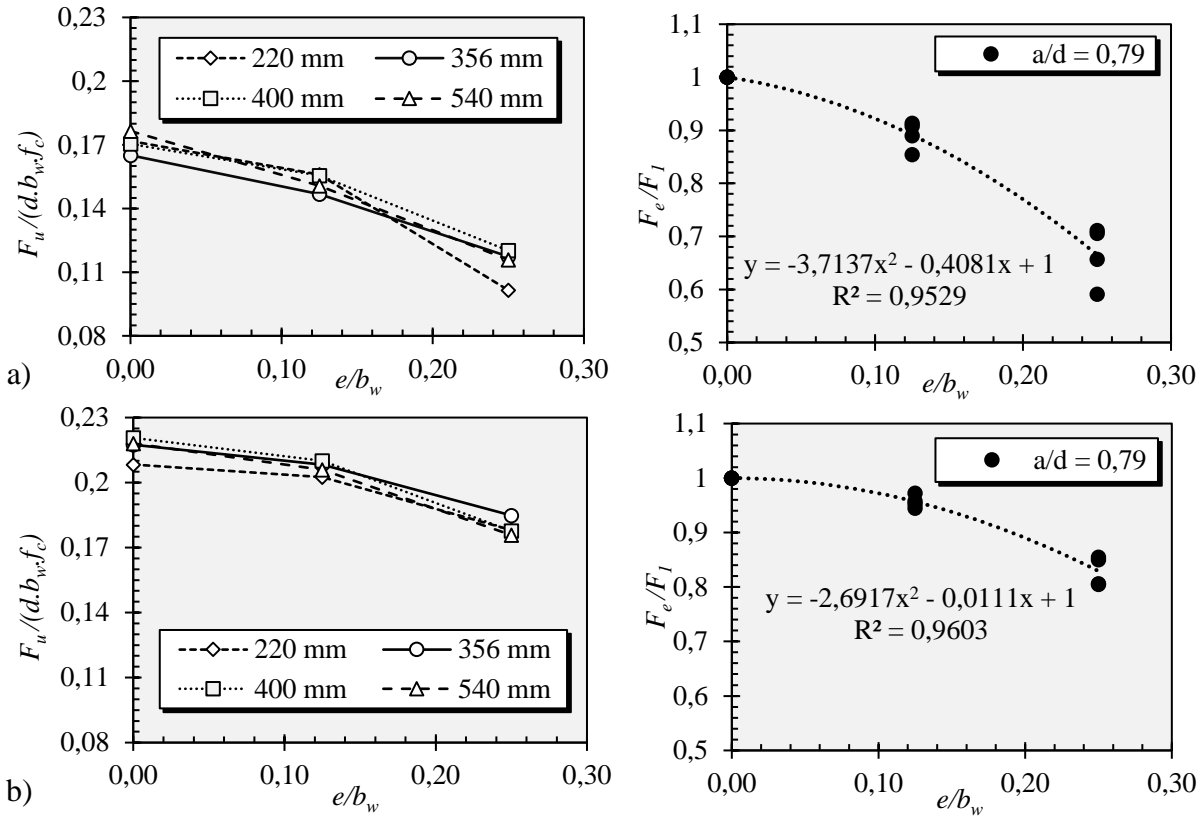 0,23
0,2
0,17
0,14
0,11
0,08
F_u/(d.b_w.f_c)
220 mm 356 mm
400 mm 540 mm
0,00 0,10 0,20 0,30
e/b_w
a)
1,1
1
0,9
0,8
0,7
0,6
0,5
F_e/F_1
a/d = 0,79
y = -3,7137x² - 0,4081x + 1
R² = 0,9529
0,00 0,10 0,20 0,30
e/b_w
0,23
0,2
0,17
0,14
0,11
0,08
F_u/(d.b_w.f_c)
220 mm 356 mm
400 mm 540 mm
0,00 0,10 0,20 0,30
e/b_w
b)
1,1
1
0,9
0,8
0,7
0,6
0,5
F_e/F_1
a/d = 0,79
y = -2,6917x² - 0,0111x + 1
R² = 0,9603
0,00 0,10 0,20 0,30
e/b_w